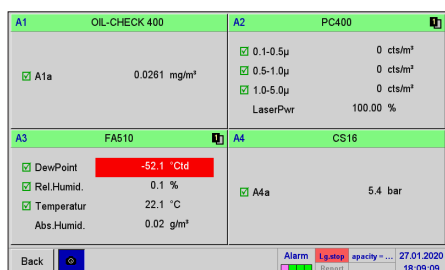 A1 OIL-CHECK 400
A1a 0.0261 mg/m³
A2 PC400
0.1-0.5µ 0 cts/m³
0.5-1.0µ 0 cts/m³
1.0-5.0µ 0 cts/m³
LaserPwr 100.00 %
A3 FA510
DewPoint -52.1 °Ctd
Rel.Humid. 0.1 %
Temperatur 22.1 °C
Abs.Humid. 0.02 g/m³
A4 CS16
A4a 5.4 bar
Back Alarm Lg.stop apacity = ... 27.01.2020
Report 18:09:09